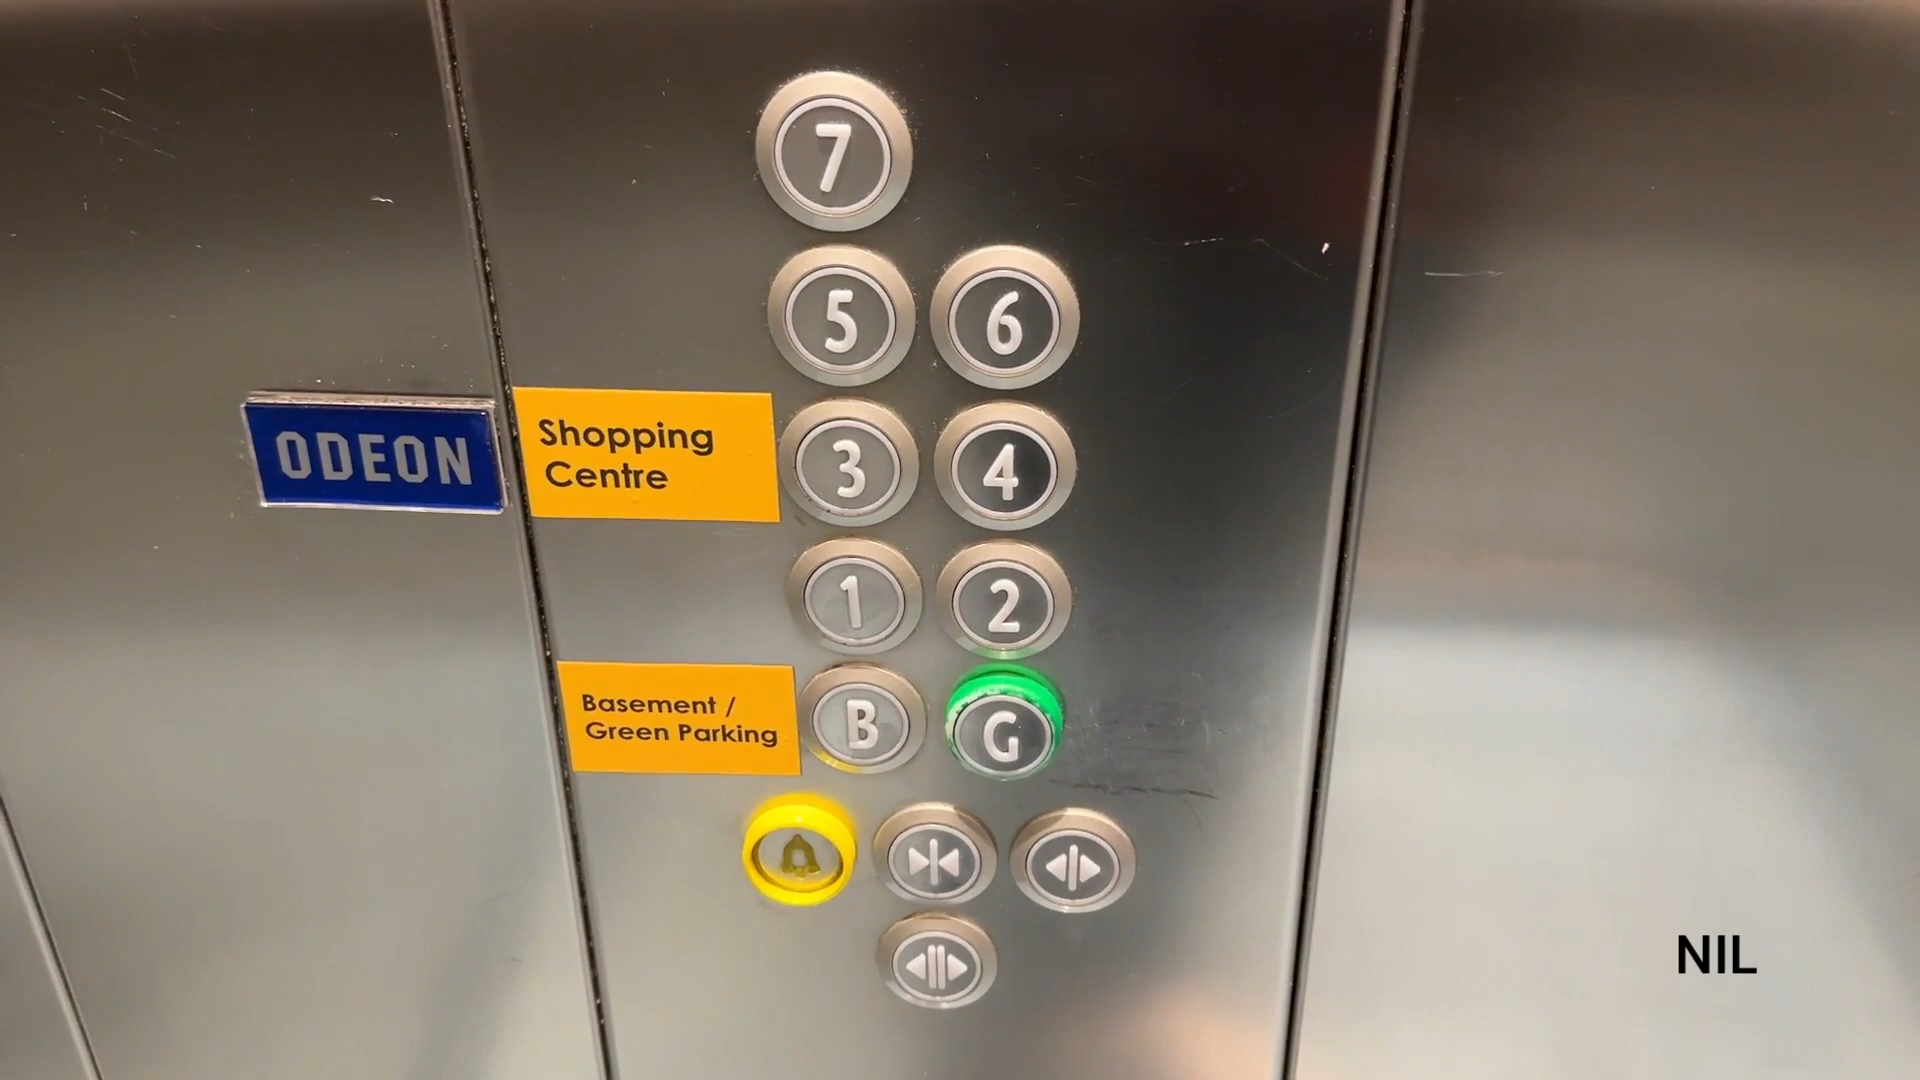 7
5 6
ODEON
Shopping
Centre
3 4
1 2
Basement /
Green Parking
B G
NIL